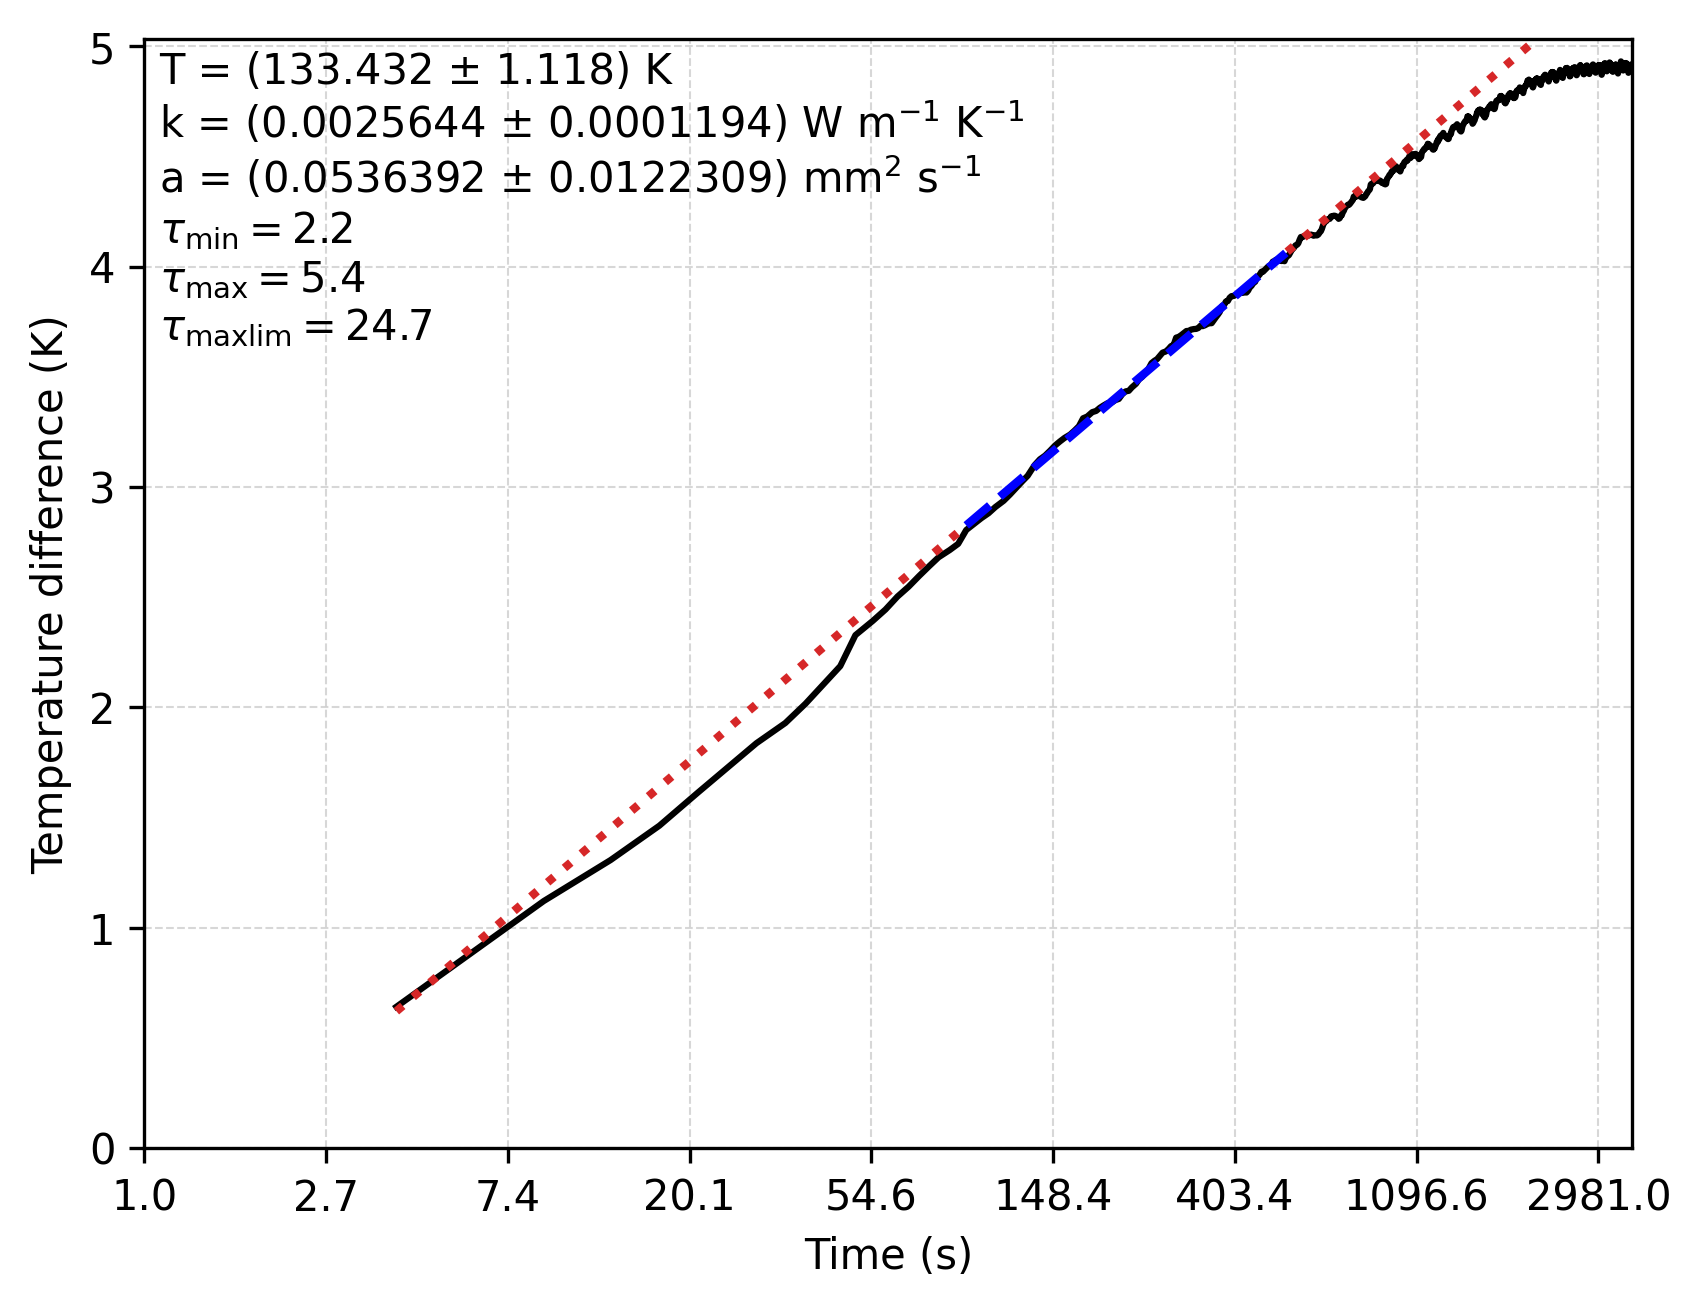 T = (133.432 ± 1.118) K
k = (0.0025644 ± 0.0001194) W m⁻¹ K⁻¹
a = (0.0536392 ± 0.0122309) mm² s⁻¹
τmin = 2.2
τmax = 5.4
τmaxlim = 24.7
Temperature difference (K)
5
4
3
2
1
0
1.0 2.7 7.4 20.1 54.6 148.4 403.4 1096.6 2981.0
Time (s)